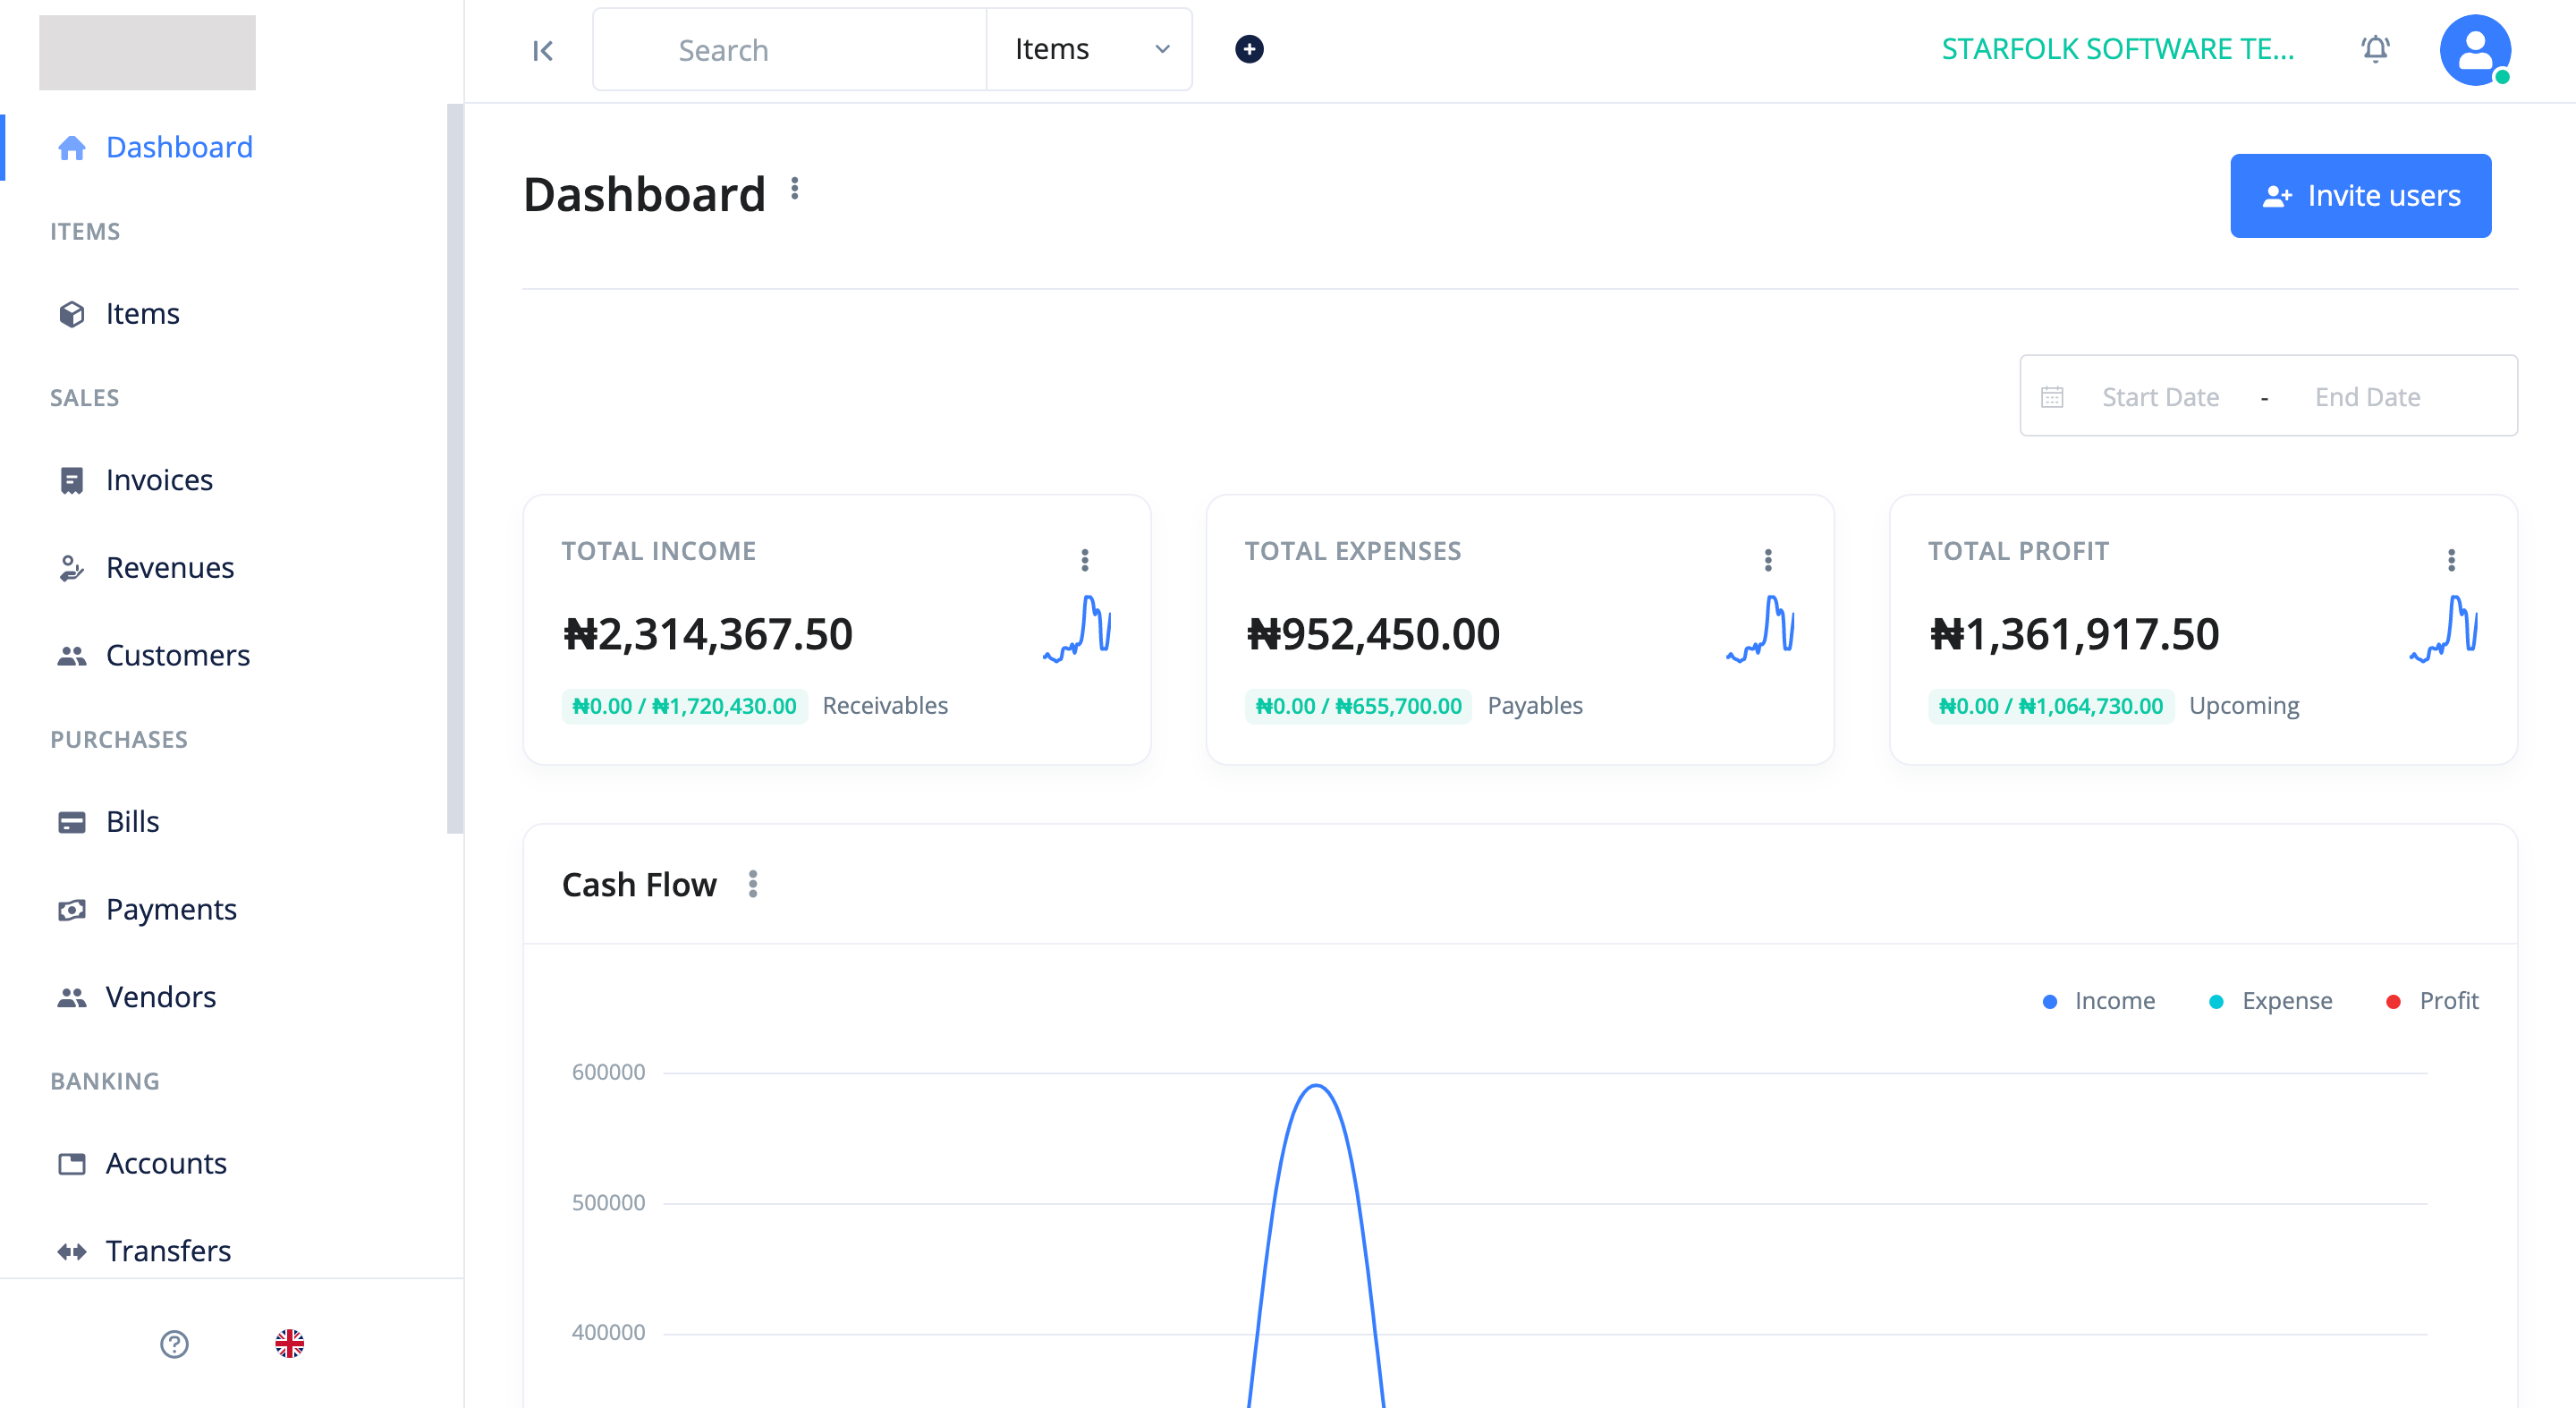 Search
Items
STARFOLK SOFTWARE TE...
Dashboard
ITEMS
Items
SALES
Invoices
Revenues
Customers
PURCHASES
Bills
Payments
Vendors
BANKING
Accounts
Transfers
Dashboard
Invite users
Start Date - End Date
TOTAL INCOME
₦2,314,367.50
₦0.00 / ₦1,720,430.00 Receivables
TOTAL EXPENSES
₦952,450.00
₦0.00 / ₦655,700.00 Payables
TOTAL PROFIT
₦1,361,917.50
₦0.00 / ₦1,064,730.00 Upcoming
Cash Flow
Income Expense Profit
600000
500000
400000